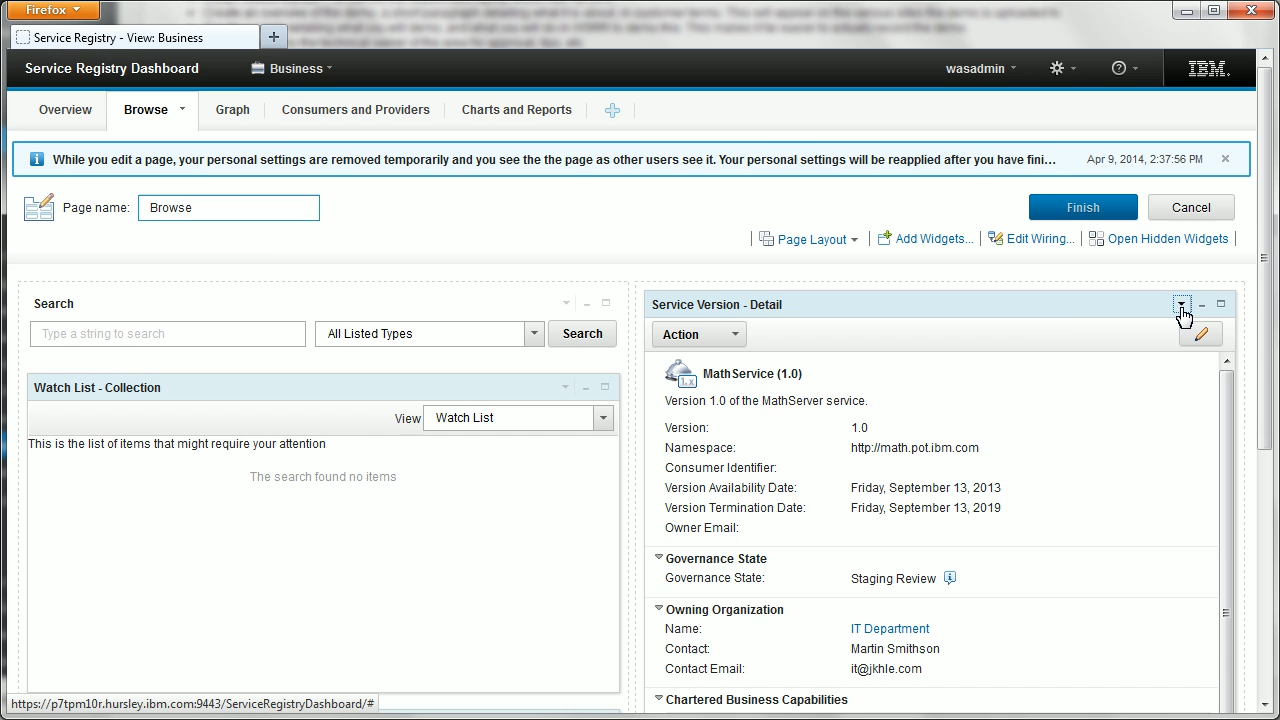 Firefox
Service Registry - View: Business
Service Registry Dashboard
Business
wasadmin
IBM.
Overview
Browse
Graph
Consumers and Providers
Charts and Reports
While you edit a page, your personal settings are removed temporarily and you see the the page as other users see it. Your personal settings will be reapplied after you have fini...
Apr 9, 2014, 2:37:56 PM
Page name:
Browse
Finish
Cancel
Page Layout
Add Widgets...
Edit Wiring...
Open Hidden Widgets
Search
Type a string to search
All Listed Types
Search
Watch List - Collection
View
Watch List
This is the list of items that might require your attention
The search found no items
Service Version - Detail
Action
1.x
MathService (1.0)
Version 1.0 of the MathServer service.
Version: 1.0
Namespace: http://math.pot.ibm.com
Consumer Identifier:
Version Availability Date: Friday, September 13, 2013
Version Termination Date: Friday, September 13, 2019
Owner Email:
Governance State
Governance State: Staging Review
Owning Organization
Name: IT Department
Contact: Martin Smithson
Contact Email: it@jkhle.com
Chartered Business Capabilities
https://p7tpm10r.hursley.ibm.com:9443/ServiceRegistryDashboard/#